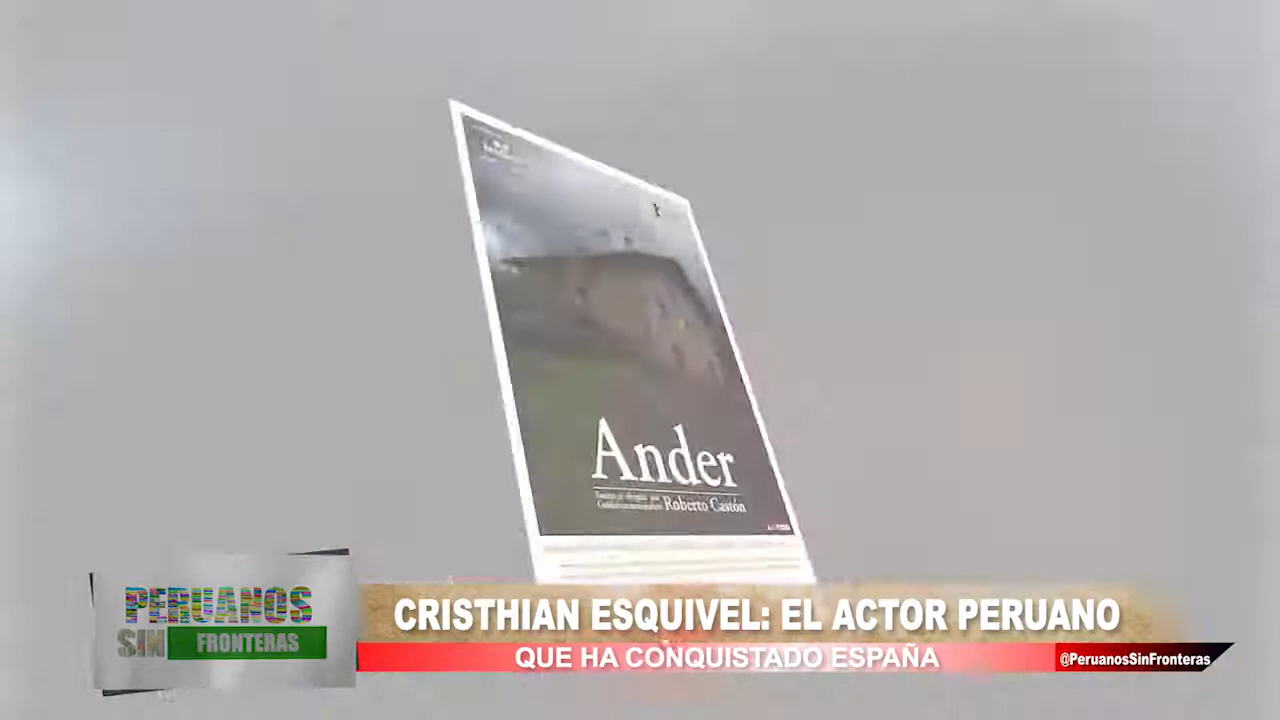 Ander
Roberto Castón
PERUANOS
SIN FRONTERAS
CRISTHIAN ESQUIVEL: EL ACTOR PERUANO
QUE HA CONQUISTADO ESPAÑA
@PeruanosSinFronteras